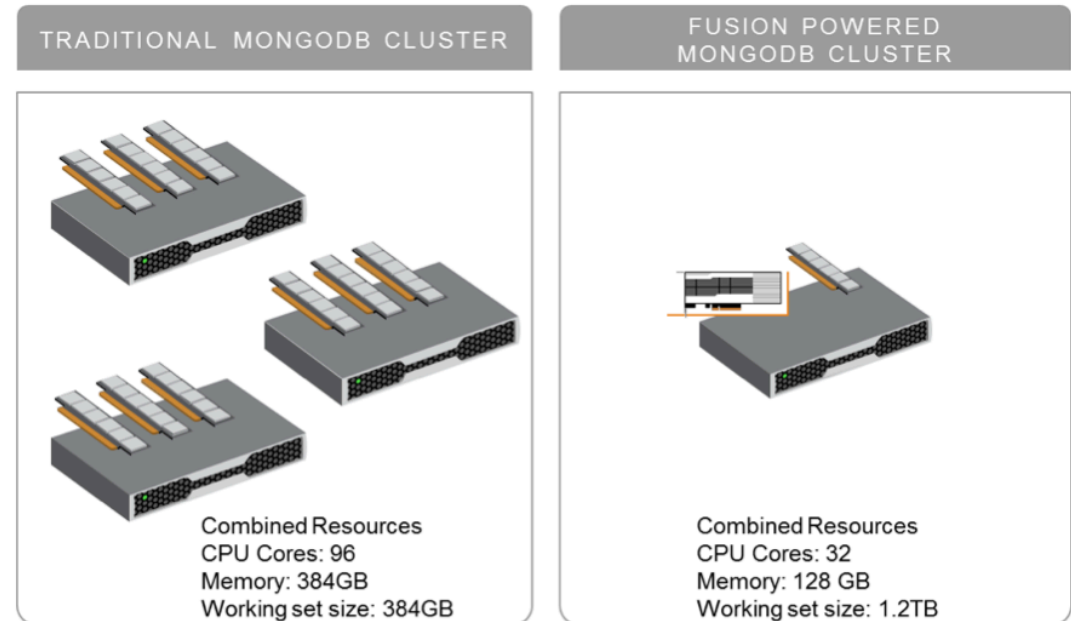 TRADITIONAL MONGODB CLUSTER
FUSION POWERED
MONGODB CLUSTER
Combined Resources
CPU Cores: 96
Memory: 384GB
Working set size: 384GB
Combined Resources
CPU Cores: 32
Memory: 128 GB
Working set size: 1.2TB